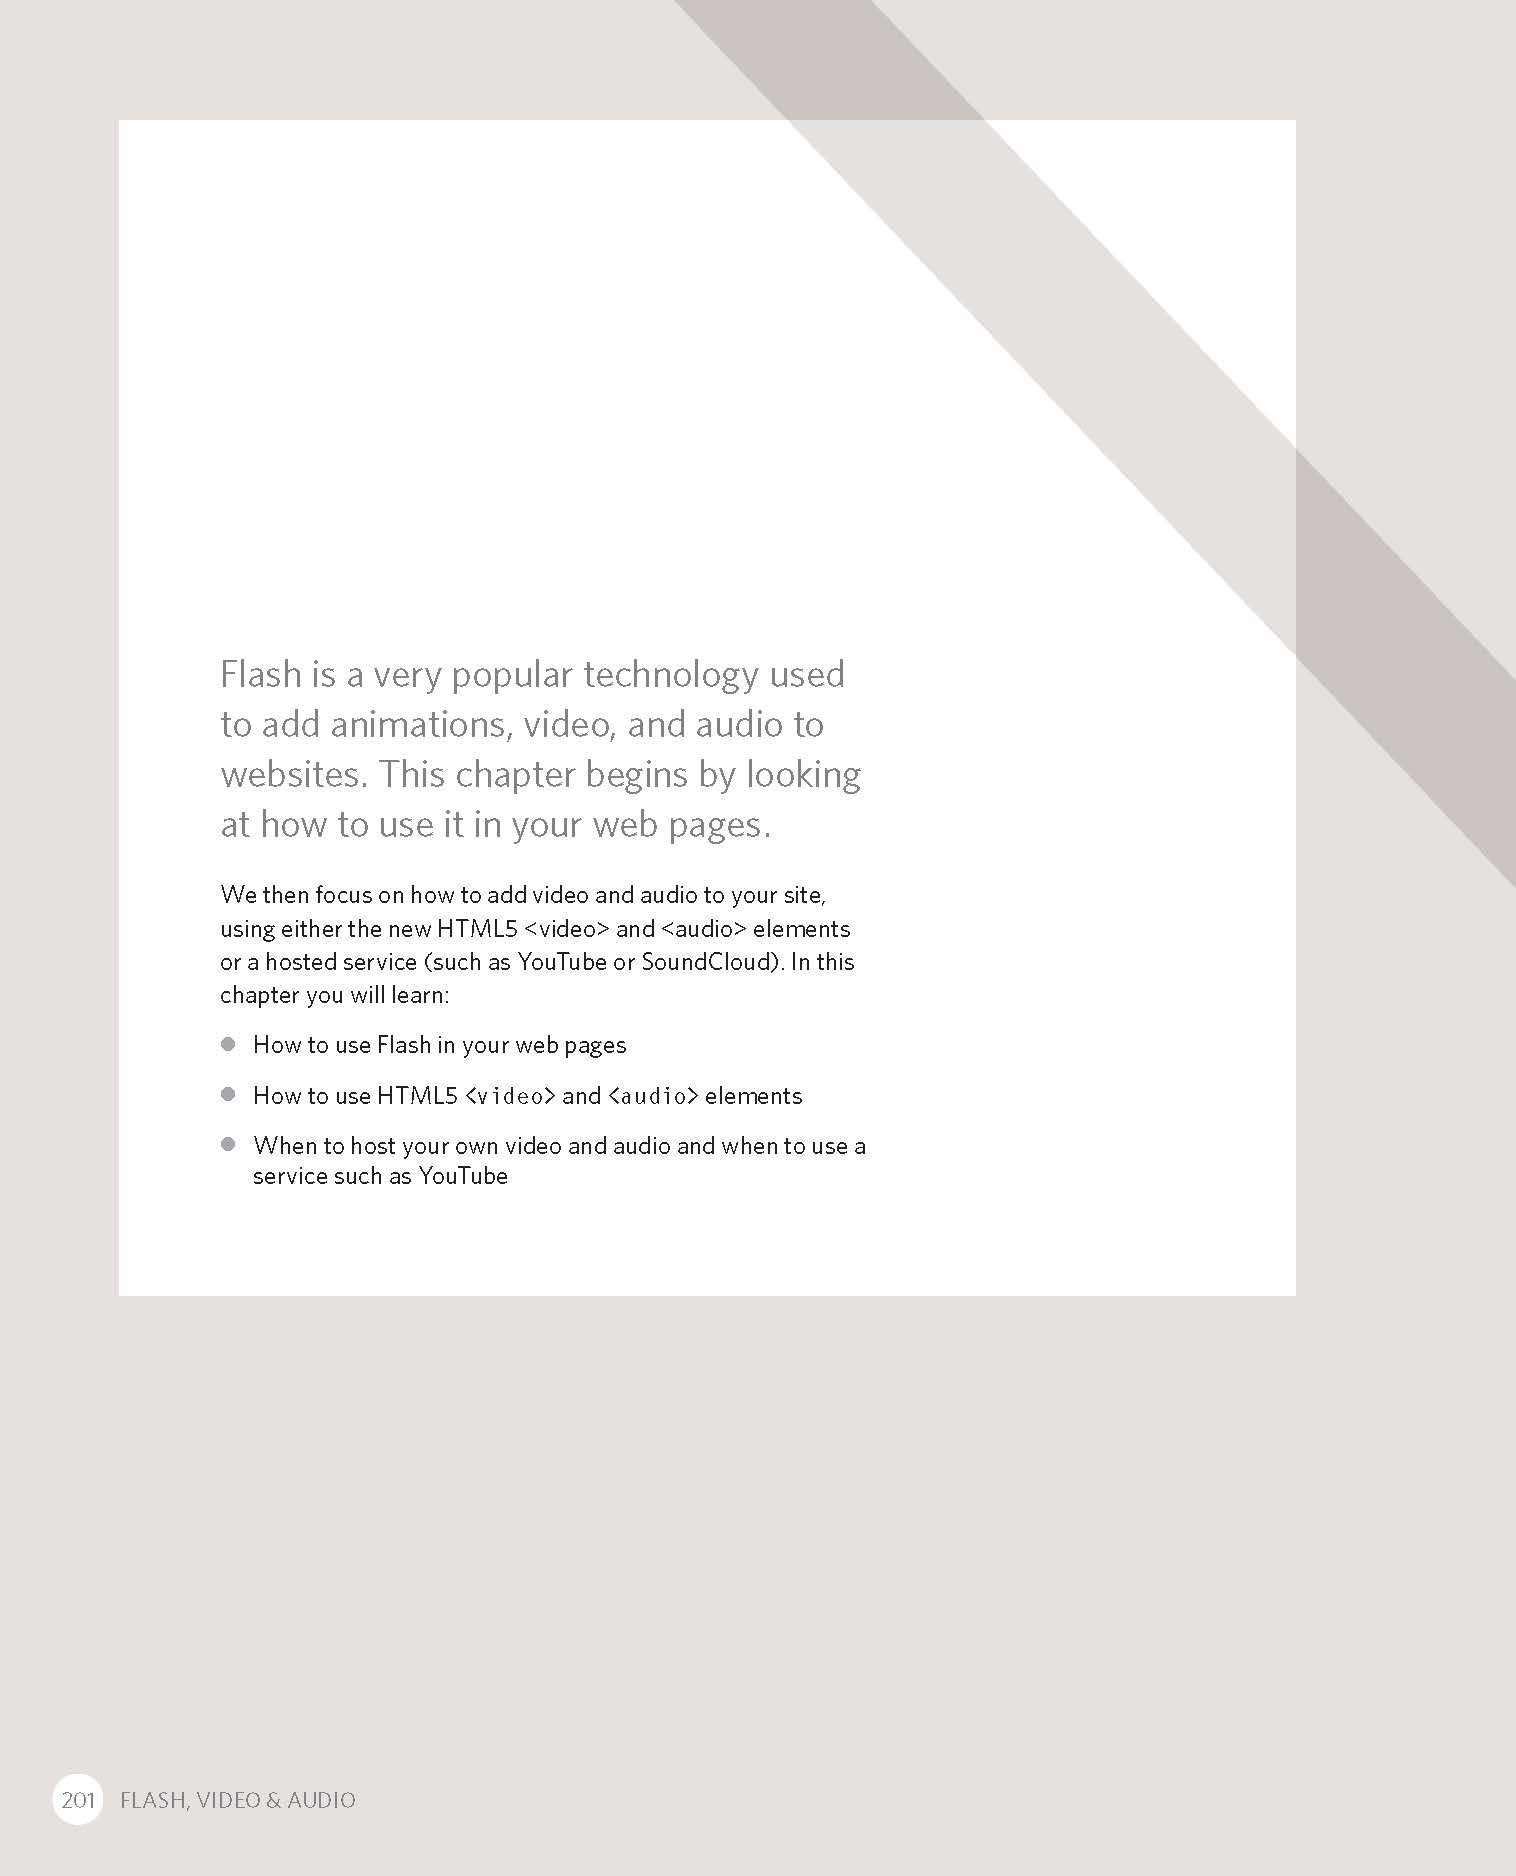 Flash is a very popular technology used
to add animations, video, and audio to
websites. This chapter begins by looking
at how to use it in your web pages.
We then focus on how to add video and audio to your site,
using either the new HTML5 <video> and <audio> elements
or a hosted service (such as YouTube or SoundCloud). In this
chapter you will learn:
● How to use Flash in your web pages
● How to use HTML5 <video> and <audio> elements
● When to host your own video and audio and when to use a
service such as YouTube
201 FLASH, VIDEO & AUDIO